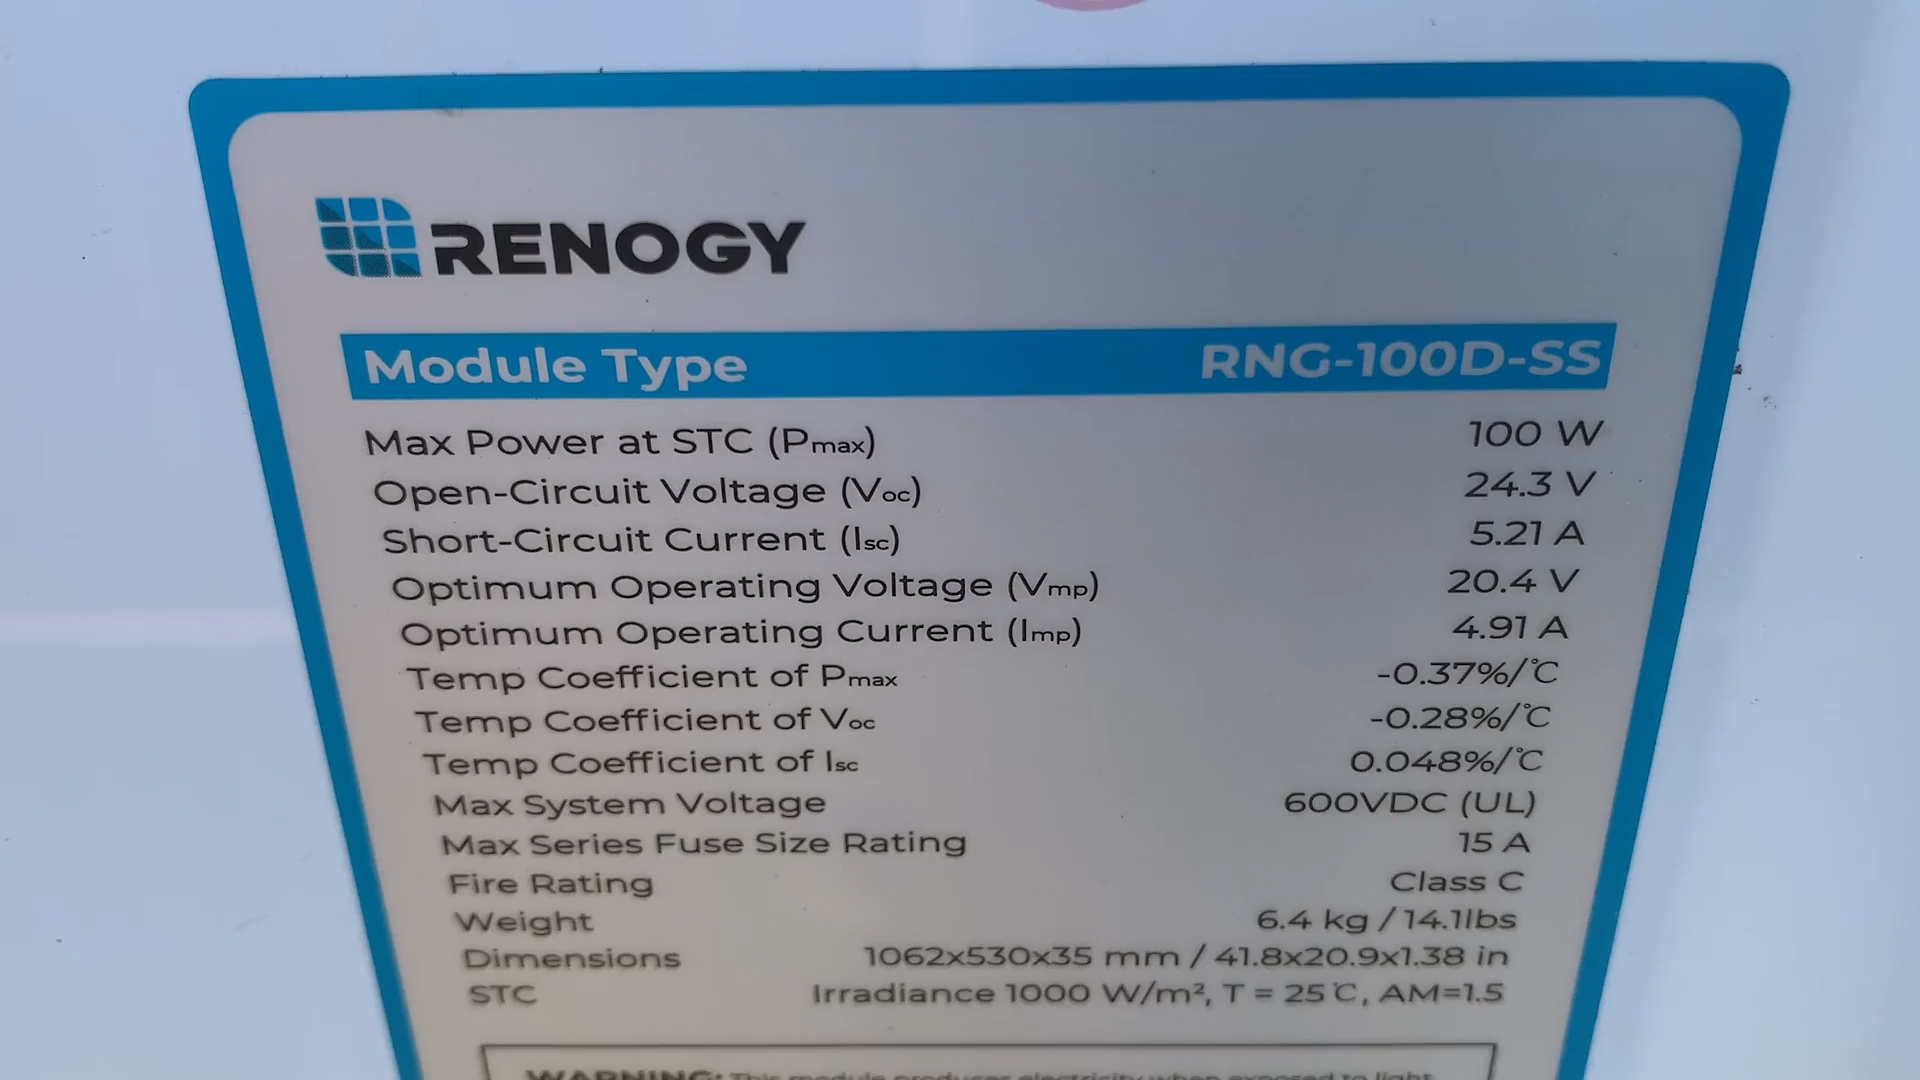 RENOGY
Module Type RNG-100D-SS
Max Power at STC (Pmax) 100 W
Open-Circuit Voltage (Voc) 24.3 V
Short-Circuit Current (Isc) 5.21 A
Optimum Operating Voltage (Vmp) 20.4 V
Optimum Operating Current (Imp) 4.91 A
Temp Coefficient of Pmax -0.37%/℃
Temp Coefficient of Voc -0.28%/℃
Temp Coefficient of Isc 0.048%/℃
Max System Voltage 600VDC (UL)
Max Series Fuse Size Rating 15 A
Fire Rating Class C
Weight 6.4 kg / 14.1lbs
Dimensions 1062x530x35 mm / 41.8x20.9x1.38 in
STC Irradiance 1000 W/m², T = 25℃, AM=1.5
WARNING: This module produces electricity when exposed to light